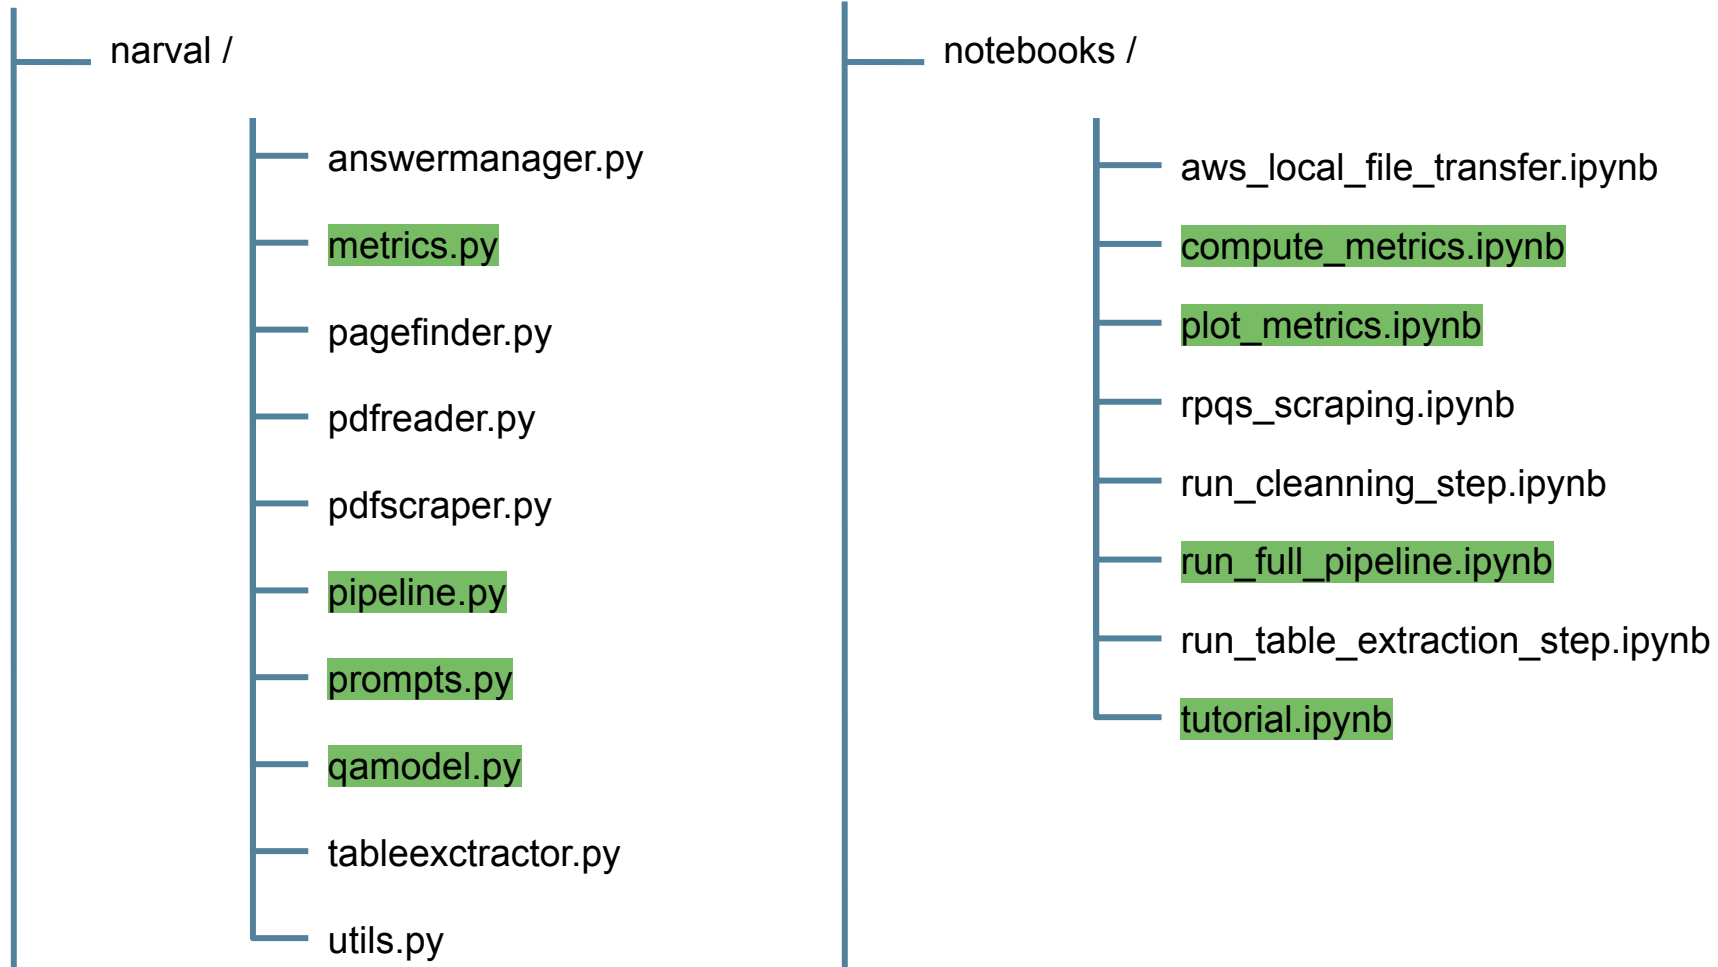 narval /
answermanager.py
metrics.py
pagefinder.py
pdfreader.py
pdfscraper.py
pipeline.py
prompts.py
qamodel.py
tableexctractor.py
utils.py
notebooks /
aws_local_file_transfer.ipynb
compute_metrics.ipynb
plot_metrics.ipynb
rpqs_scraping.ipynb
run_cleanning_step.ipynb
run_full_pipeline.ipynb
run_table_extraction_step.ipynb
tutorial.ipynb